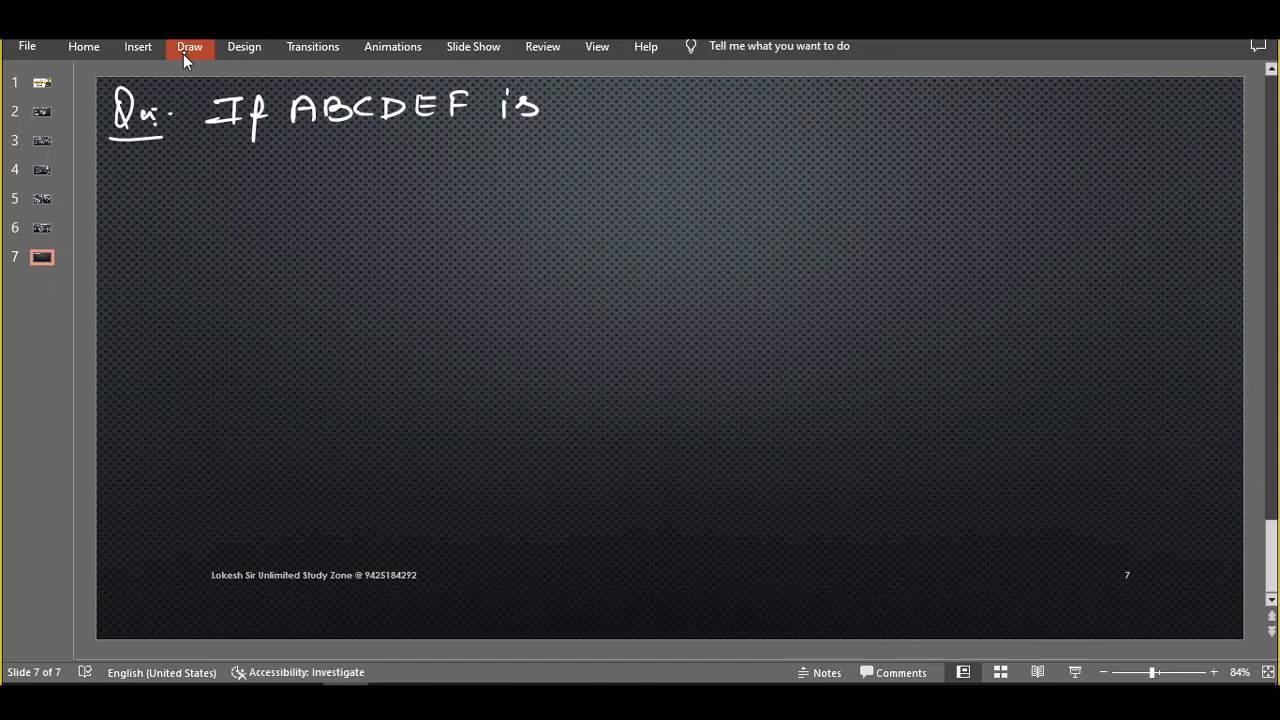 File Home Insert Draw Design Transitions Animations Slide Show Review View Help Tell me what you want to do
1
2
3
4
5
6
7
Qn:- If ABCDEF is
Lokesh Sir Unlimited Study Zone @ 9425184292 7
Slide 7 of 7 English (United States) Accessibility: Investigate Notes Comments 84%